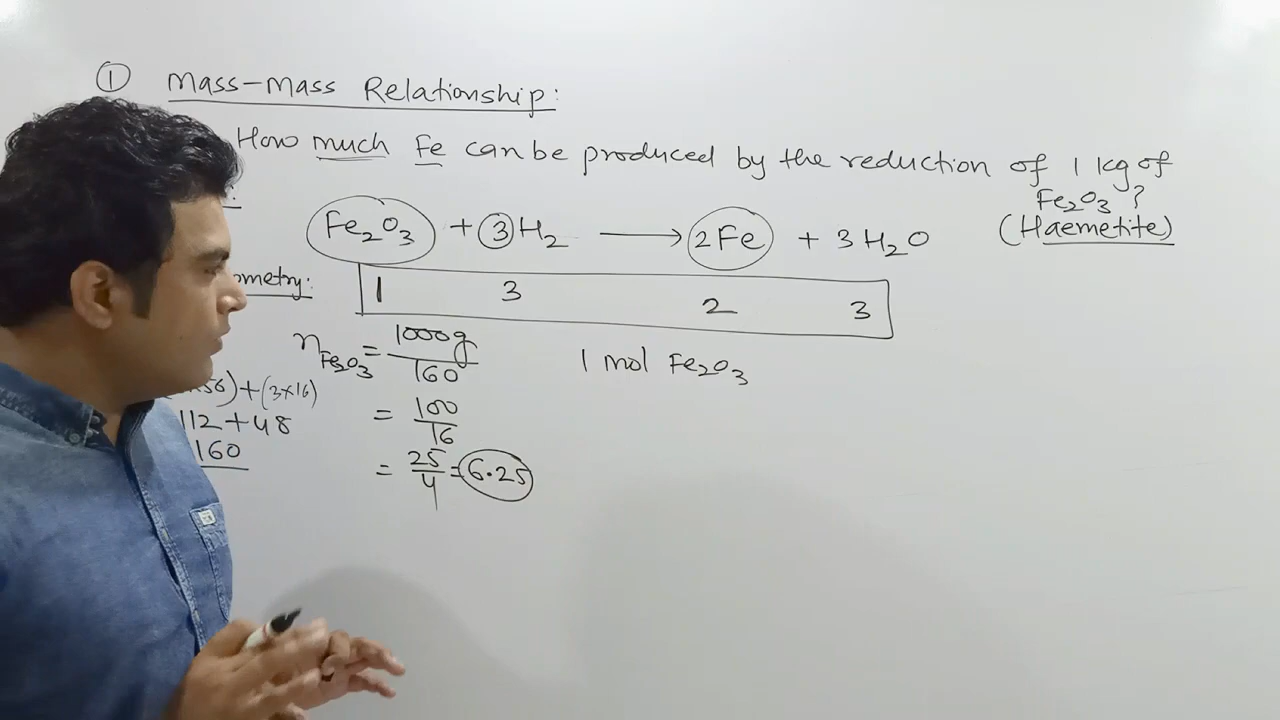 ① Mass-Mass Relationship:
How much Fe can be produced by the reduction of 1 kg of
Fe₂O₃ ?
(Haemetite)
Fe₂O₃ + 3H₂ ⟶ 2Fe + 3H₂O
1 3 2 3
n Fe₂O₃ = 1000g/160
1 mol Fe₂O₃
56)+(3×16)
= 100/16
112+48
160
= 25/4 = 6.25